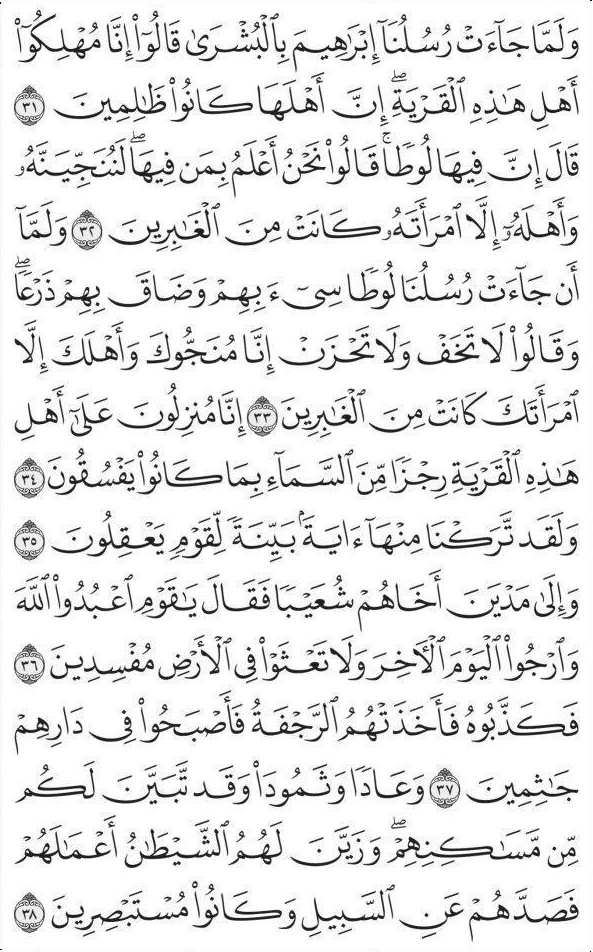 وَلَمَّا جَآءَتْ رُسُلُنَآ إِبْرَٰهِيمَ بِٱلْبُشْرَىٰ قَالُوٓا۟ إِنَّا مُهْلِكُوٓا۟
أَهْلِ هَٰذِهِ ٱلْقَرْيَةِ ۖ إِنَّ أَهْلَهَا كَانُوا۟ ظَٰلِمِينَ ٣١
قَالَ إِنَّ فِيهَا لُوطًا ۚ قَالُوا۟ نَحْنُ أَعْلَمُ بِمَن فِيهَا ۖ لَنُنَجِّيَنَّهُۥ
وَأَهْلَهُۥٓ إِلَّا ٱمْرَأَتَهُۥ كَانَتْ مِنَ ٱلْغَٰبِرِينَ ٣٢ وَلَمَّآ
أَن جَآءَتْ رُسُلُنَا لُوطًا سِىٓءَ بِهِمْ وَضَاقَ بِهِمْ ذَرْعًا ۖ
وَقَالُوا۟ لَا تَخَفْ وَلَا تَحْزَنْ إِنَّا مُنَجُّوكَ وَأَهْلَكَ إِلَّا
ٱمْرَأَتَكَ كَانَتْ مِنَ ٱلْغَٰبِرِينَ ٣٣ إِنَّا مُنزِلُونَ عَلَىٰٓ أَهْلِ
هَٰذِهِ ٱلْقَرْيَةِ رِجْزًا مِّنَ ٱلسَّمَآءِ بِمَا كَانُوا۟ يَفْسُقُونَ ٣٤
وَلَقَد تَّرَكْنَا مِنْهَآ ءَايَةًۢ بَيِّنَةً لِّقَوْمٍ يَعْقِلُونَ ٣٥
وَإِلَىٰ مَدْيَنَ أَخَاهُمْ شُعَيْبًا فَقَالَ يَٰقَوْمِ ٱعْبُدُوا۟ ٱللَّهَ
وَٱرْجُوا۟ ٱلْيَوْمَ ٱلْءَاخِرَ وَلَا تَعْثَوْا۟ فِى ٱلْأَرْضِ مُفْسِدِينَ ٣٦
فَكَذَّبُوهُ فَأَخَذَتْهُمُ ٱلرَّجْفَةُ فَأَصْبَحُوا۟ فِى دَارِهِمْ
جَٰثِمِينَ ٣٧ وَعَادًا وَثَمُودَا۟ وَقَد تَّبَيَّنَ لَكُم
مِّن مَّسَٰكِنِهِمْ ۖ وَزَيَّنَ لَهُمُ ٱلشَّيْطَٰنُ أَعْمَٰلَهُمْ
فَصَدَّهُمْ عَنِ ٱلسَّبِيلِ وَكَانُوا۟ مُسْتَبْصِرِينَ ٣٨